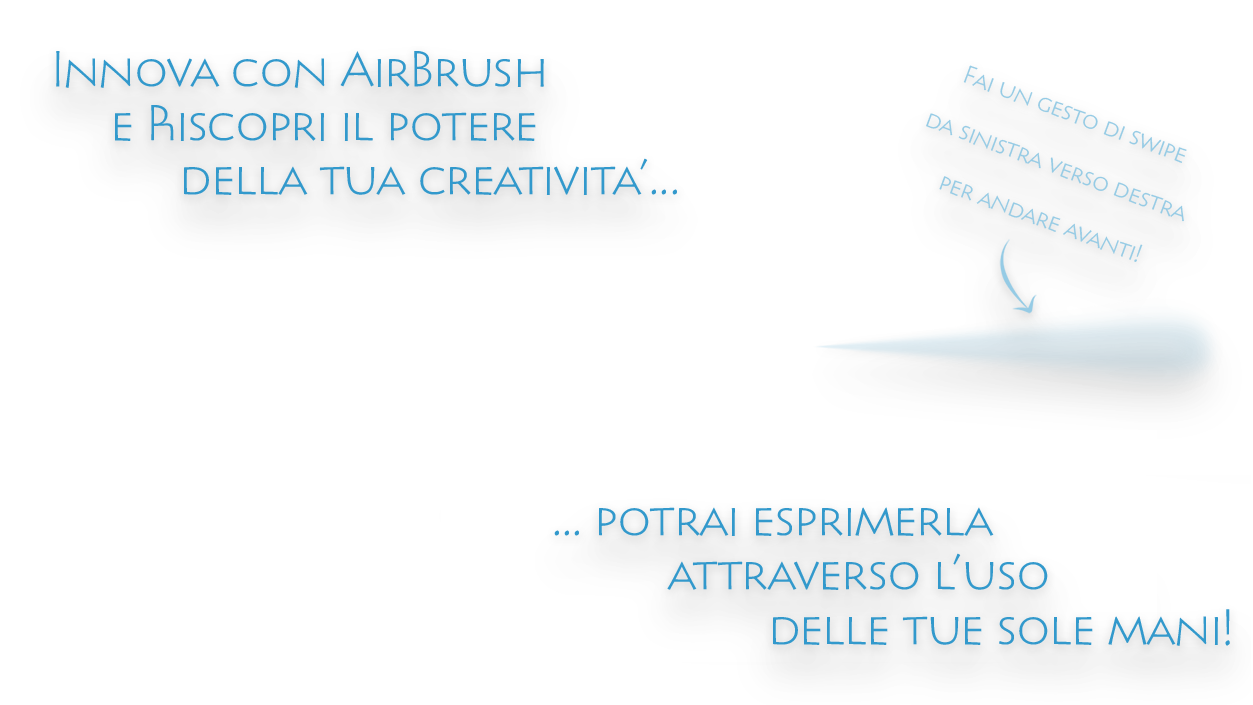 Innova con AirBrush
e Riscopri il potere
della tua creativita'...
Fai un gesto di swipe
da sinistra verso destra
per andare avanti!
... potrai esprimerla
attraverso l'uso
delle tue sole mani!